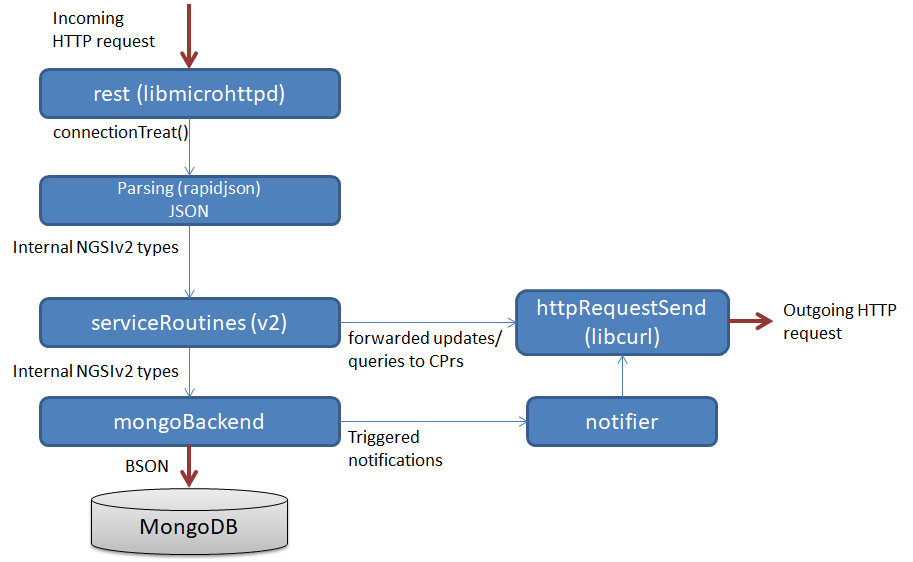 Incoming
HTTP request
rest (libmicrohttpd)
connectionTreat()
Parsing (rapidjson)
JSON
Internal NGSIv2 types
serviceRoutines (v2)
forwarded updates/
queries to CPrs
httpRequestSend
(libcurl)
Outgoing HTTP
request
Internal NGSIv2 types
mongoBackend
Triggered
notifications
notifier
BSON
MongoDB